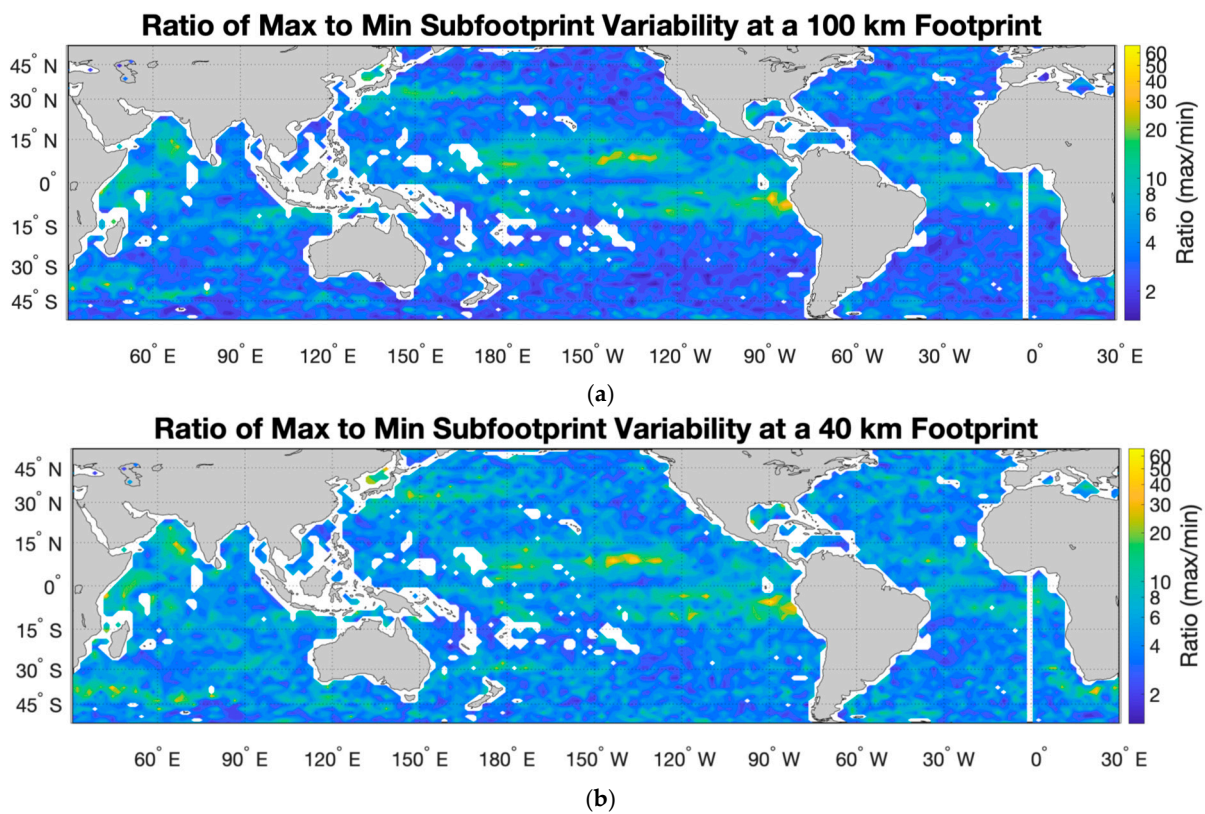 Ratio of Max to Min Subfootprint Variability at a 100 km Footprint
45° N
30° N
15° N
0°
15° S
30° S
45° S
60° E 90° E 120° E 150° E 180° E 150° W 120° W 90° W 60° W 30° W 0° 30° E
60
50
40
30
20
10
8
6
4
2
Ratio (max/min)
(a)
Ratio of Max to Min Subfootprint Variability at a 40 km Footprint
45° N
30° N
15° N
0°
15° S
30° S
45° S
60° E 90° E 120° E 150° E 180° E 150° W 120° W 90° W 60° W 30° W 0° 30° E
60
50
40
30
20
10
8
6
4
2
Ratio (max/min)
(b)